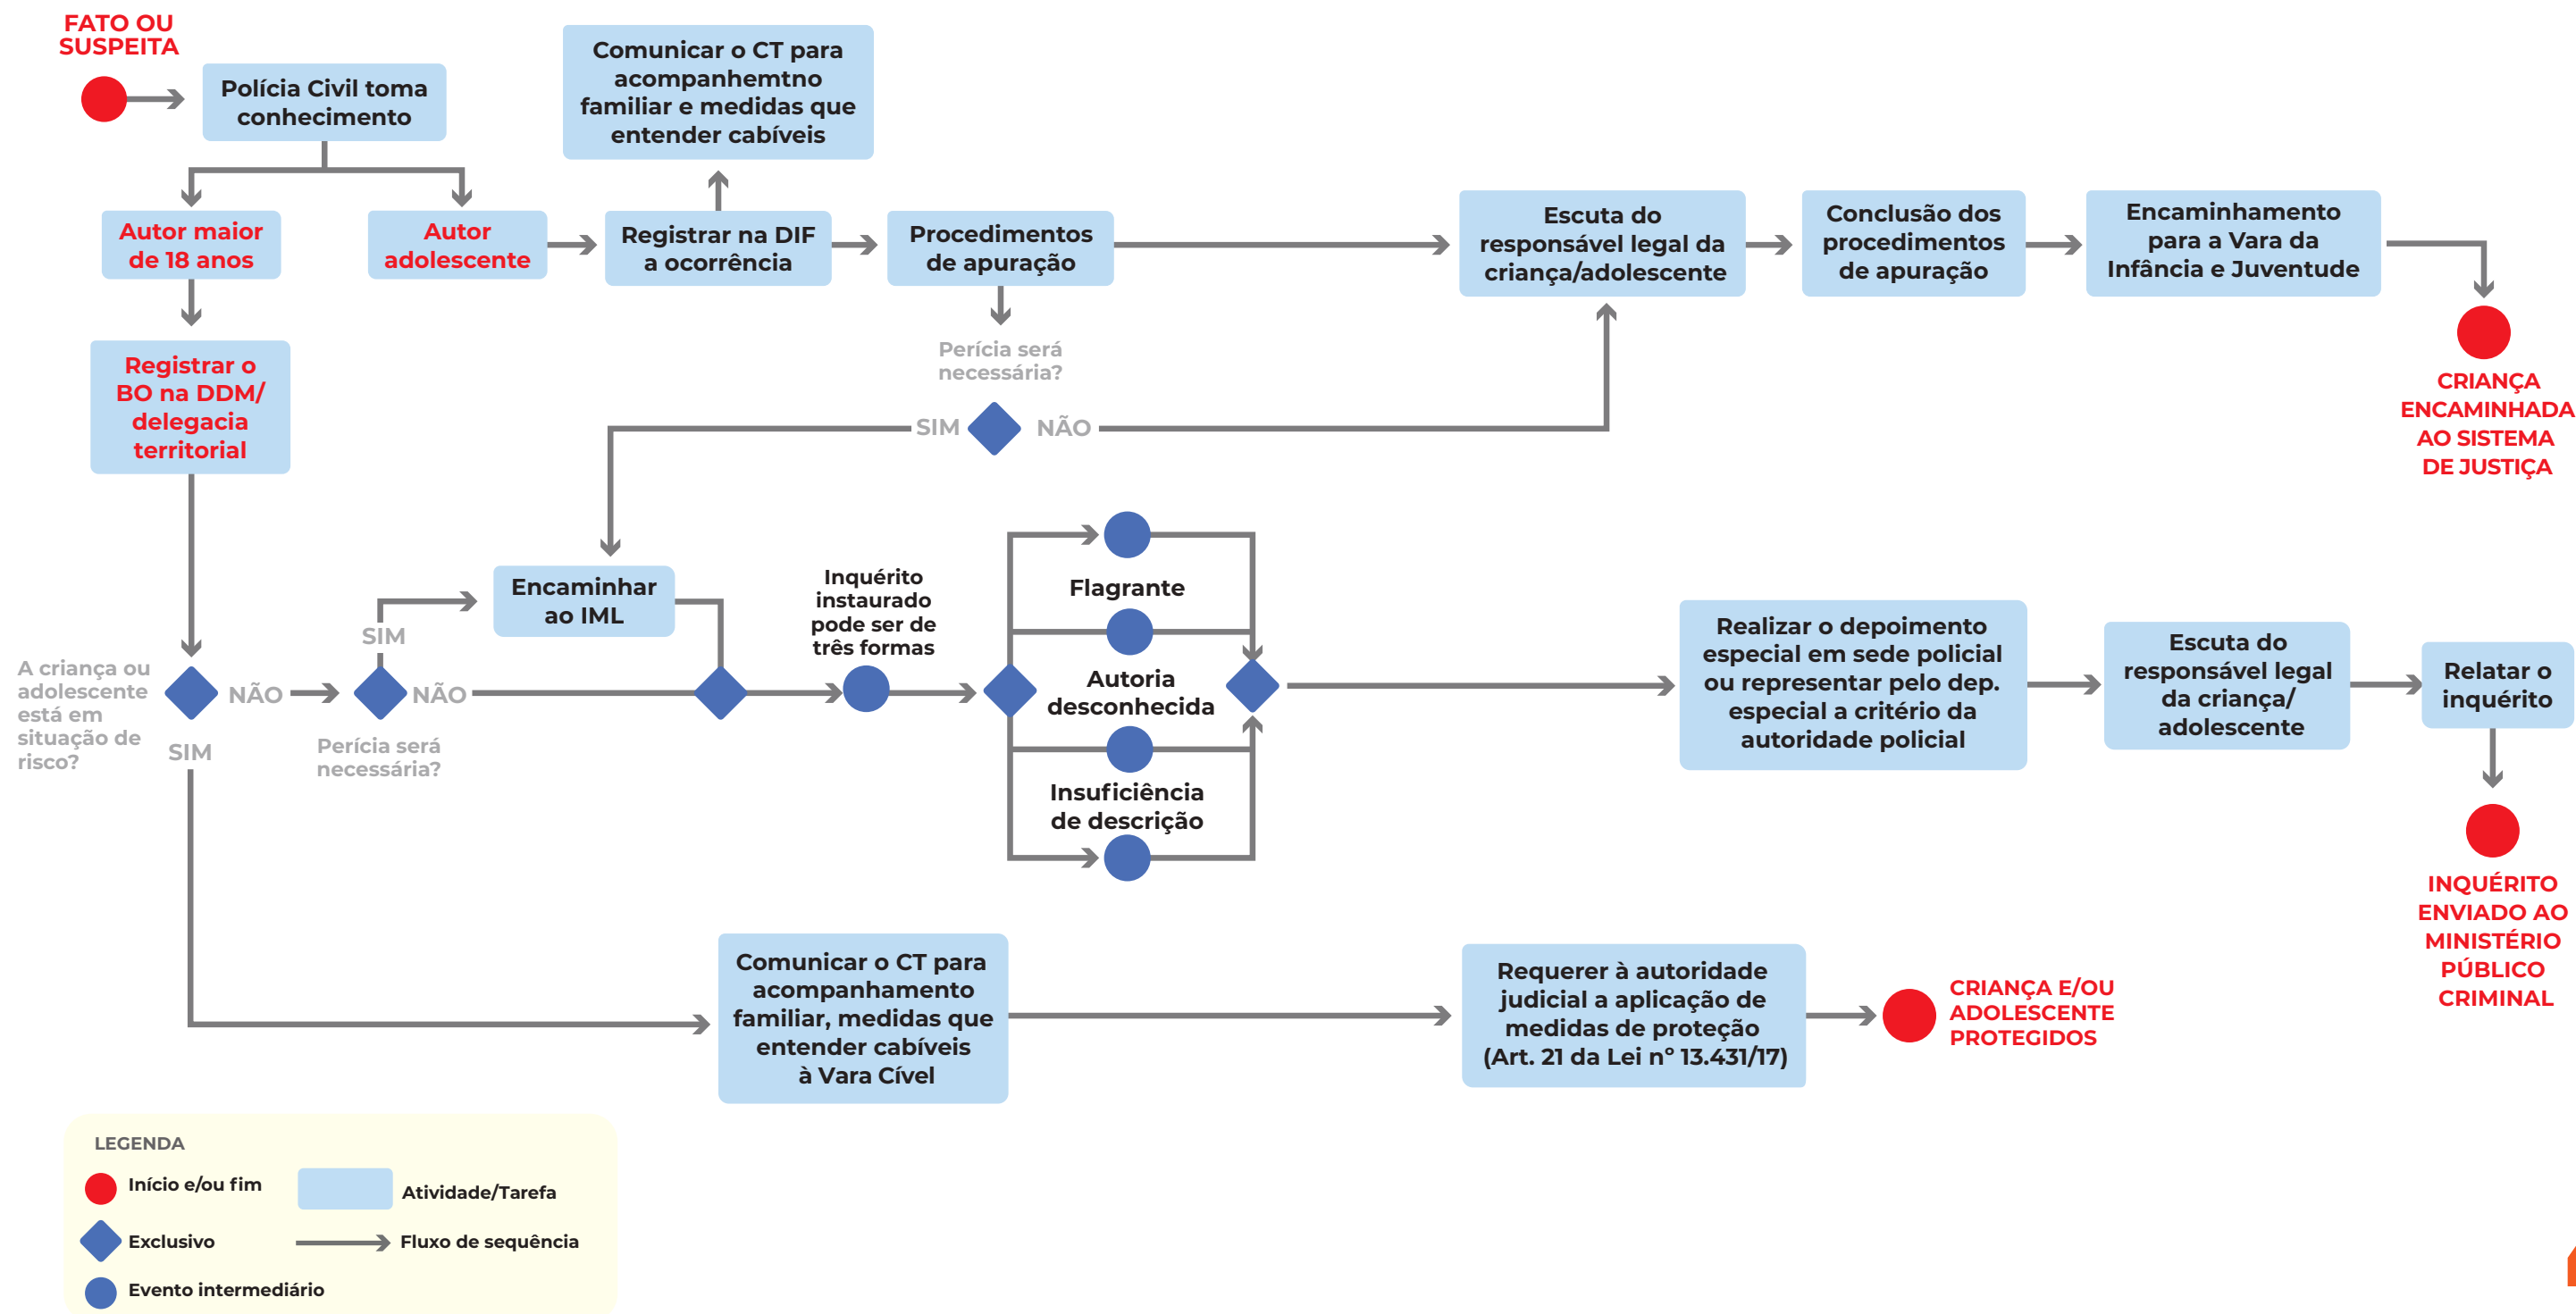 FATO OU
SUSPEITA
Polícia Civil toma
conhecimento
Comunicar o CT para
acompanhemtno
familiar e medidas que
entender cabíveis
Autor maior
de 18 anos
Autor
adolescente
Registrar na DIF
a ocorrência
Procedimentos
de apuração
Escuta do
responsável legal da
criança/adolescente
Conclusão dos
procedimentos
de apuração
Encaminhamento
para a Vara da
Infância e Juventude
CRIANÇA
ENCAMINHADA
AO SISTEMA
DE JUSTIÇA
Registrar o
BO na DDM/
delegacia
territorial
Perícia será
necessária?
SIM
NÃO
A criança ou
adolescente
está em
situação de
risco?
NÃO
SIM
SIM
NÃO
Perícia será
necessária?
Encaminhar
ao IML
Inquérito
instaurado
pode ser de
três formas
Flagrante
Autoria
desconhecida
Insuficiência
de descrição
Realizar o depoimento
especial em sede policial
ou representar pelo dep.
especial a critério da
autoridade policial
Escuta do
responsável legal
da criança/
adolescente
Relatar o
inquérito
INQUÉRITO
ENVIADO AO
MINISTÉRIO
PÚBLICO
CRIMINAL
Comunicar o CT para
acompanhamento
familiar, medidas que
entender cabíveis
à Vara Cível
Requerer à autoridade
judicial a aplicação de
medidas de proteção
(Art. 21 da Lei nº 13.431/17)
CRIANÇA E/OU
ADOLESCENTE
PROTEGIDOS
LEGENDA
Início e/ou fim
Atividade/Tarefa
Exclusivo
Fluxo de sequência
Evento intermediário